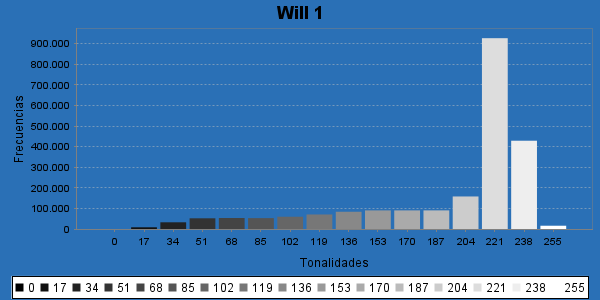 Will 1
900.000
800.000
700.000
600.000
500.000
400.000
300.000
200.000
100.000
0
Frecuencias
0 17 34 51 68 85 102 119 136 153 170 187 204 221 238 255
Tonalidades
0 17 34 51 68 85 102 119 136 153 170 187 204 221 238 255